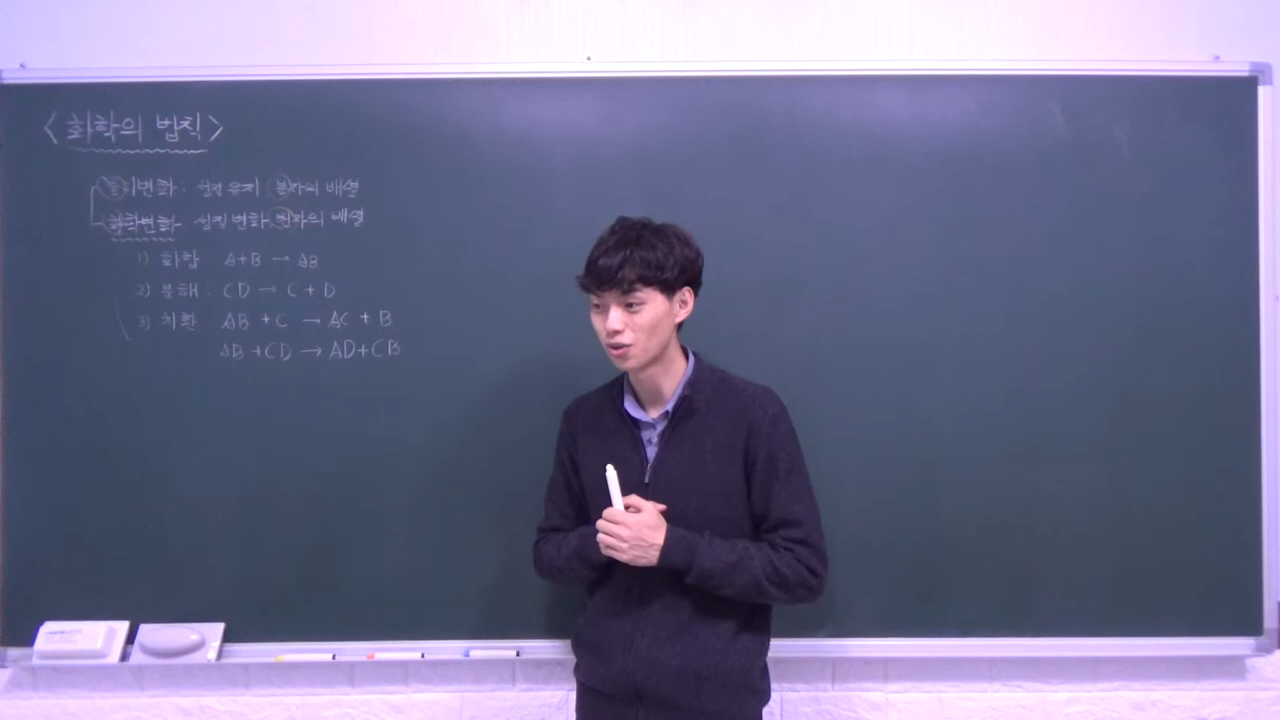 <화학의 법칙>
물리변화: 성질 유지 분자의 배열
화학변화 성질 변화 원자의 배열
1) 화합 A+B → AB
2) 분해: CD → C + D
3) 치환 AB + C → AC + B
AB + CD → AD+CB